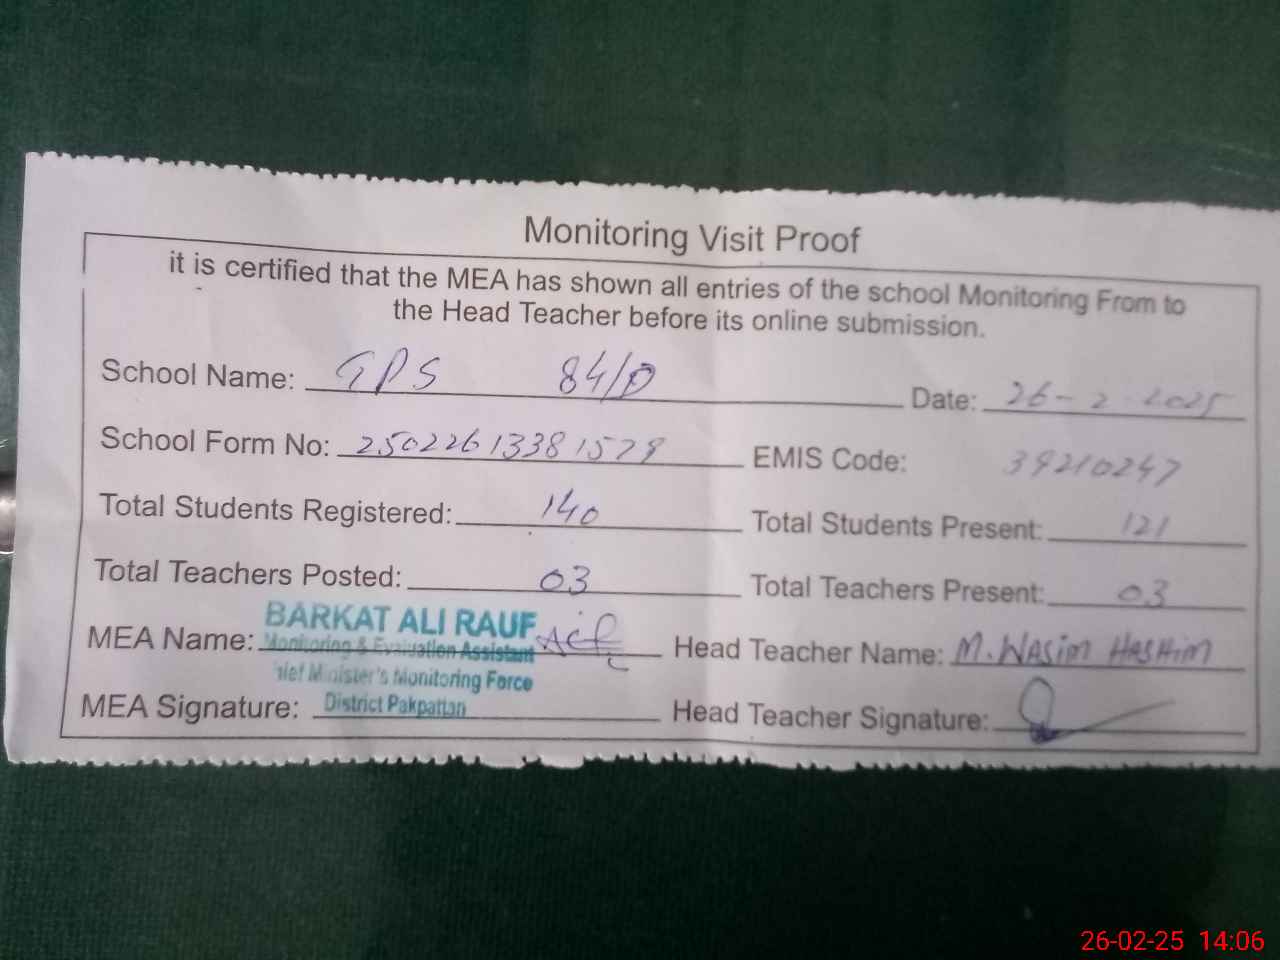 Monitoring Visit Proof
it is certified that the MEA has shown all entries of the school Monitoring From to
the Head Teacher before its online submission.
School Name: GPS 84/D Date: 26-2-2025
School Form No: 25022613381579 EMIS Code: 39210247
Total Students Registered: 140 Total Students Present: 121
Total Teachers Posted: 03 Total Teachers Present: 03
MEA Name: BARKAT ALI RAUF Head Teacher Name: M. WASIM HASHIM
Monitoring & Evaluation Assistant
Minister's Monitoring Force
MEA Signature: District Pakpattan Head Teacher Signature:
26-02-25 14:06